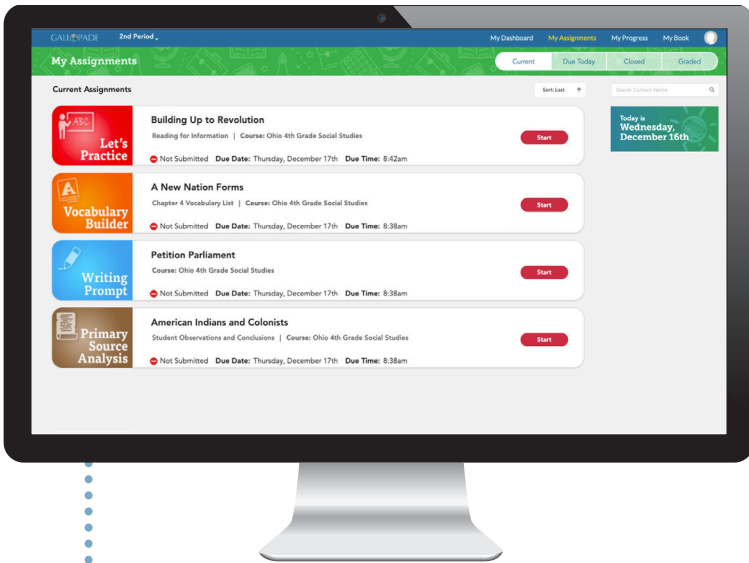 GALLOPADE
2nd Period
My Dashboard
My Assignments
My Progress
My Book
My Assignments
Current
Due Today
Closed
Graded
Current Assignments
Sort: Last
Search Content Name
ABC
Let's
Practice
Building Up to Revolution
Reading for Information | Course: Ohio 4th Grade Social Studies
Not Submitted Due Date: Thursday, December 17th Due Time: 8:42am
Start
Today is
Wednesday,
December 16th
A
Vocabulary
Builder
A New Nation Forms
Chapter 4 Vocabulary List | Course: Ohio 4th Grade Social Studies
Not Submitted Due Date: Thursday, December 17th Due Time: 8:38am
Start
Writing
Prompt
Petition Parliament
Course: Ohio 4th Grade Social Studies
Not Submitted Due Date: Thursday, December 17th Due Time: 8:38am
Start
Primary
Source
Analysis
American Indians and Colonists
Student Observations and Conclusions | Course: Ohio 4th Grade Social Studies
Not Submitted Due Date: Thursday, December 17th Due Time: 8:38am
Start